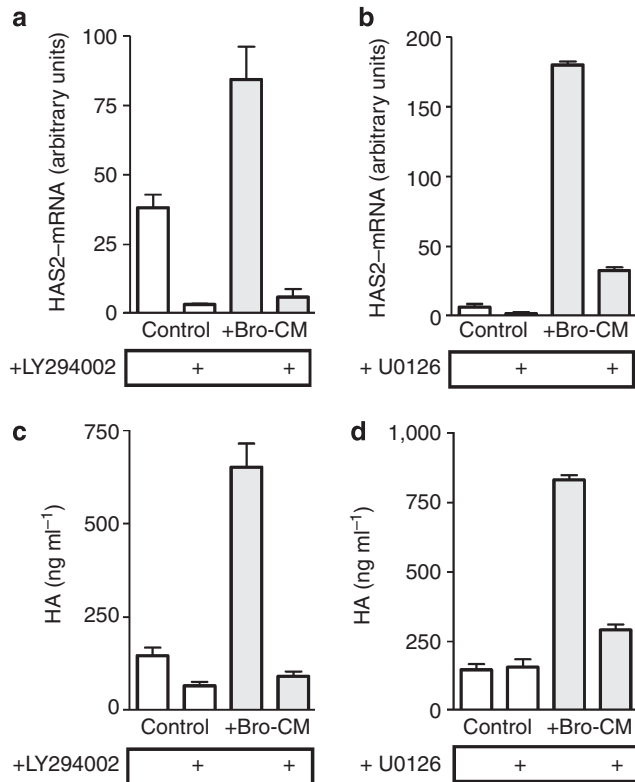 a
HAS2–mRNA (arbitrary units)
100
75
50
25
0
Control +Bro-CM
+LY294002 + +
b
HAS2–mRNA (arbitrary units)
200
150
100
50
0
Control +Bro-CM
+ U0126 + +
c
HA (ng ml⁻¹)
750
500
250
0
Control +Bro-CM
+LY294002 + +
d
HA (ng ml⁻¹)
1,000
750
500
250
0
Control +Bro-CM
+ U0126 + +